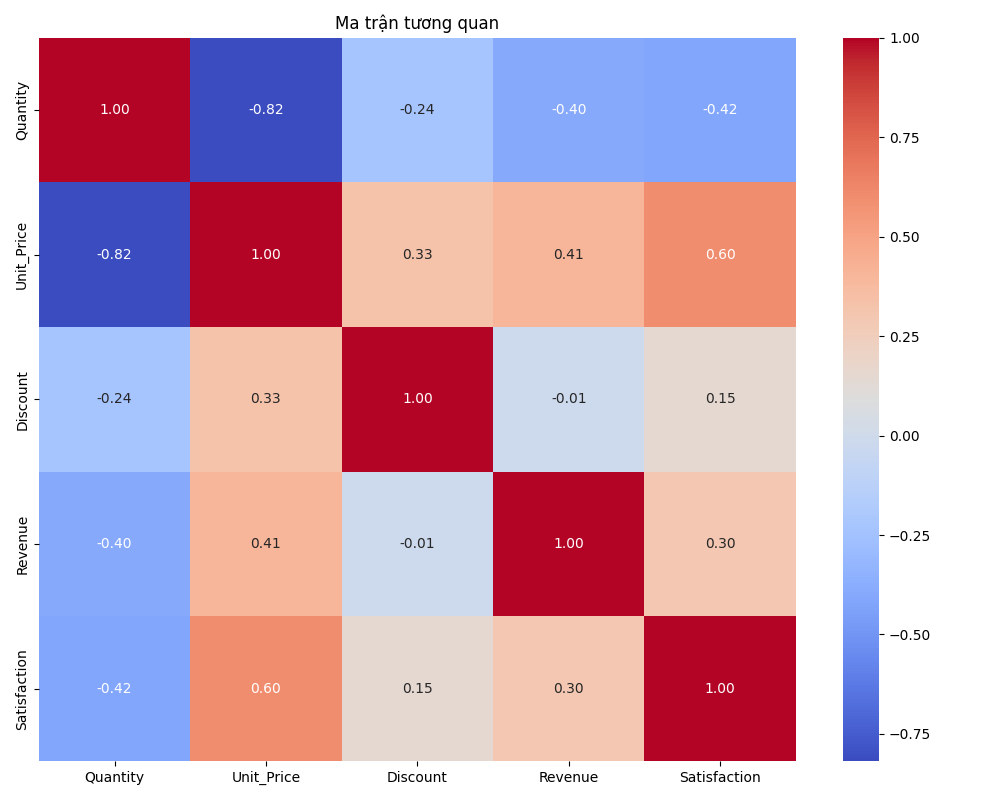 Ma trận tương quan
Quantity 1.00 -0.82 -0.24 -0.40 -0.42
Unit_Price -0.82 1.00 0.33 0.41 0.60
Discount -0.24 0.33 1.00 -0.01 0.15
Revenue -0.40 0.41 -0.01 1.00 0.30
Satisfaction -0.42 0.60 0.15 0.30 1.00
Quantity Unit_Price Discount Revenue Satisfaction
1.00
0.75
0.50
0.25
0.00
−0.25
−0.50
−0.75